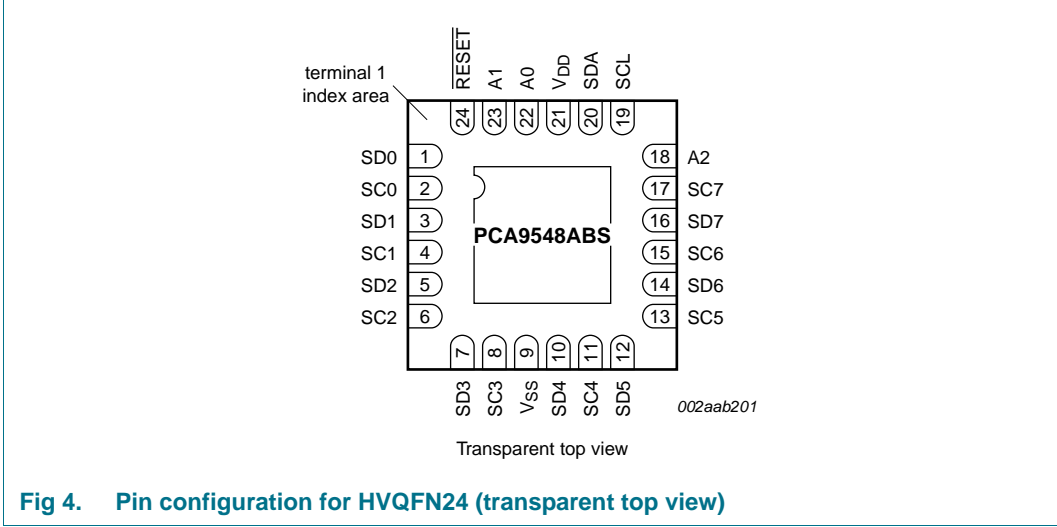 RESET A1 A0 VDD SDA SCL
terminal 1
index area
24 23 22 21 20 19
SD0 1 18 A2
SC0 2 17 SC7
SD1 3 16 SD7
PCA9548ABS
SC1 4 15 SC6
SD2 5 14 SD6
SC2 6 13 SC5
7 8 9 10 11 12
SD3 SC3 VSS SD4 SC4 SD5
002aab201
Transparent top view
Fig 4. Pin configuration for HVQFN24 (transparent top view)